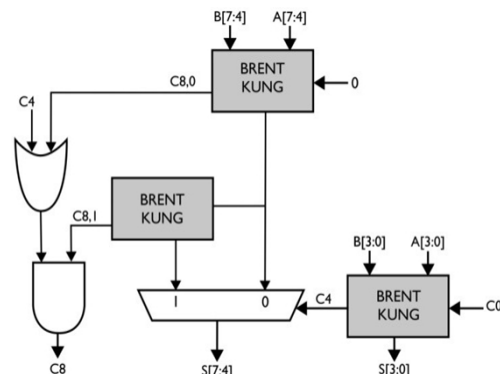 B[7:4] A[7:4]
BRENT
KUNG
0
C8,0
C4
BRENT
KUNG
C8,1
1 0
C4
B[3:0] A[3:0]
BRENT
KUNG
C0
C8
S[7:4]
S[3:0]